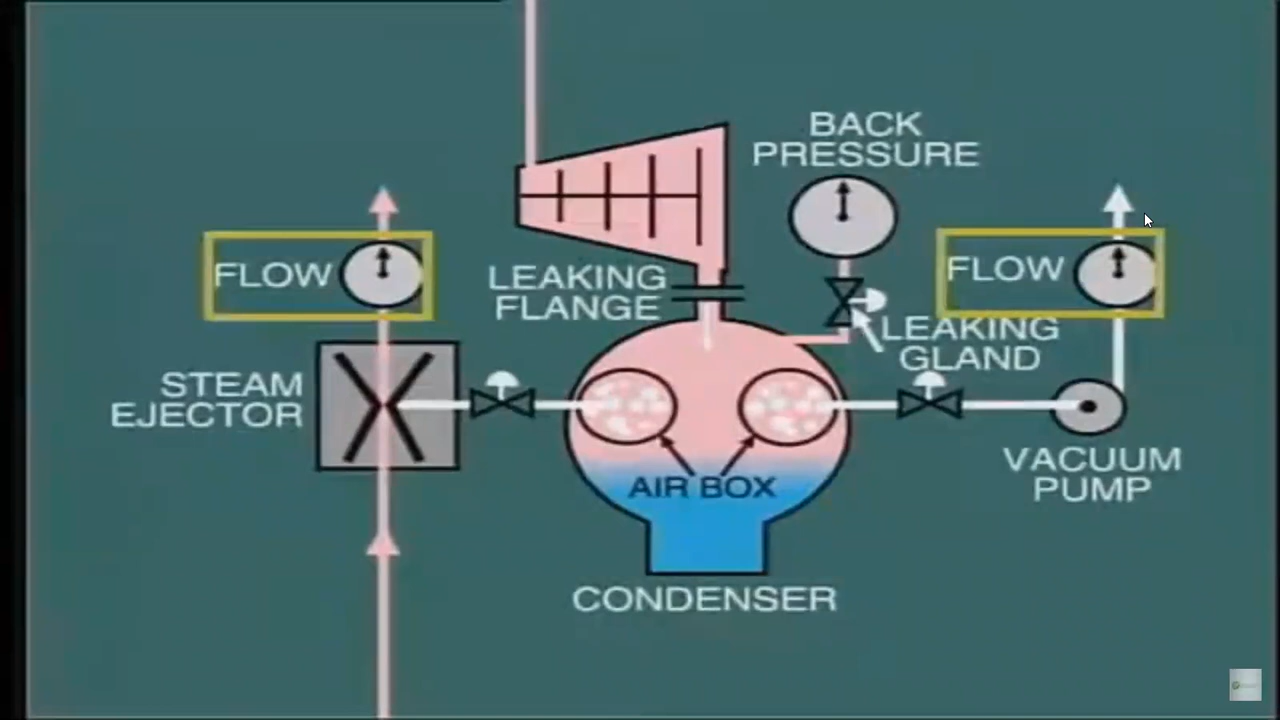 BACK
PRESSURE
FLOW
LEAKING
FLANGE
FLOW
LEAKING
GLAND
STEAM
EJECTOR
AIR BOX
VACUUM
PUMP
CONDENSER